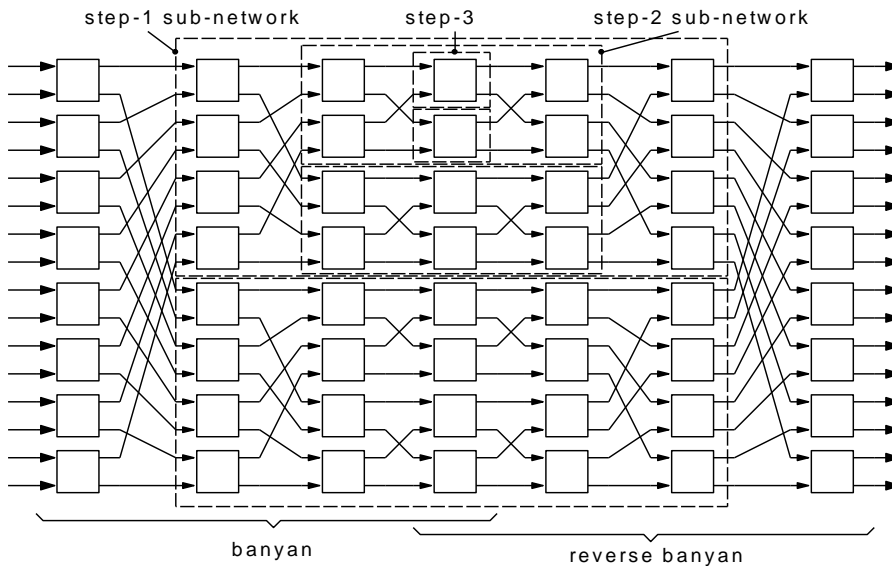 step-1 sub-network
step-3
step-2 sub-network
banyan
reverse banyan